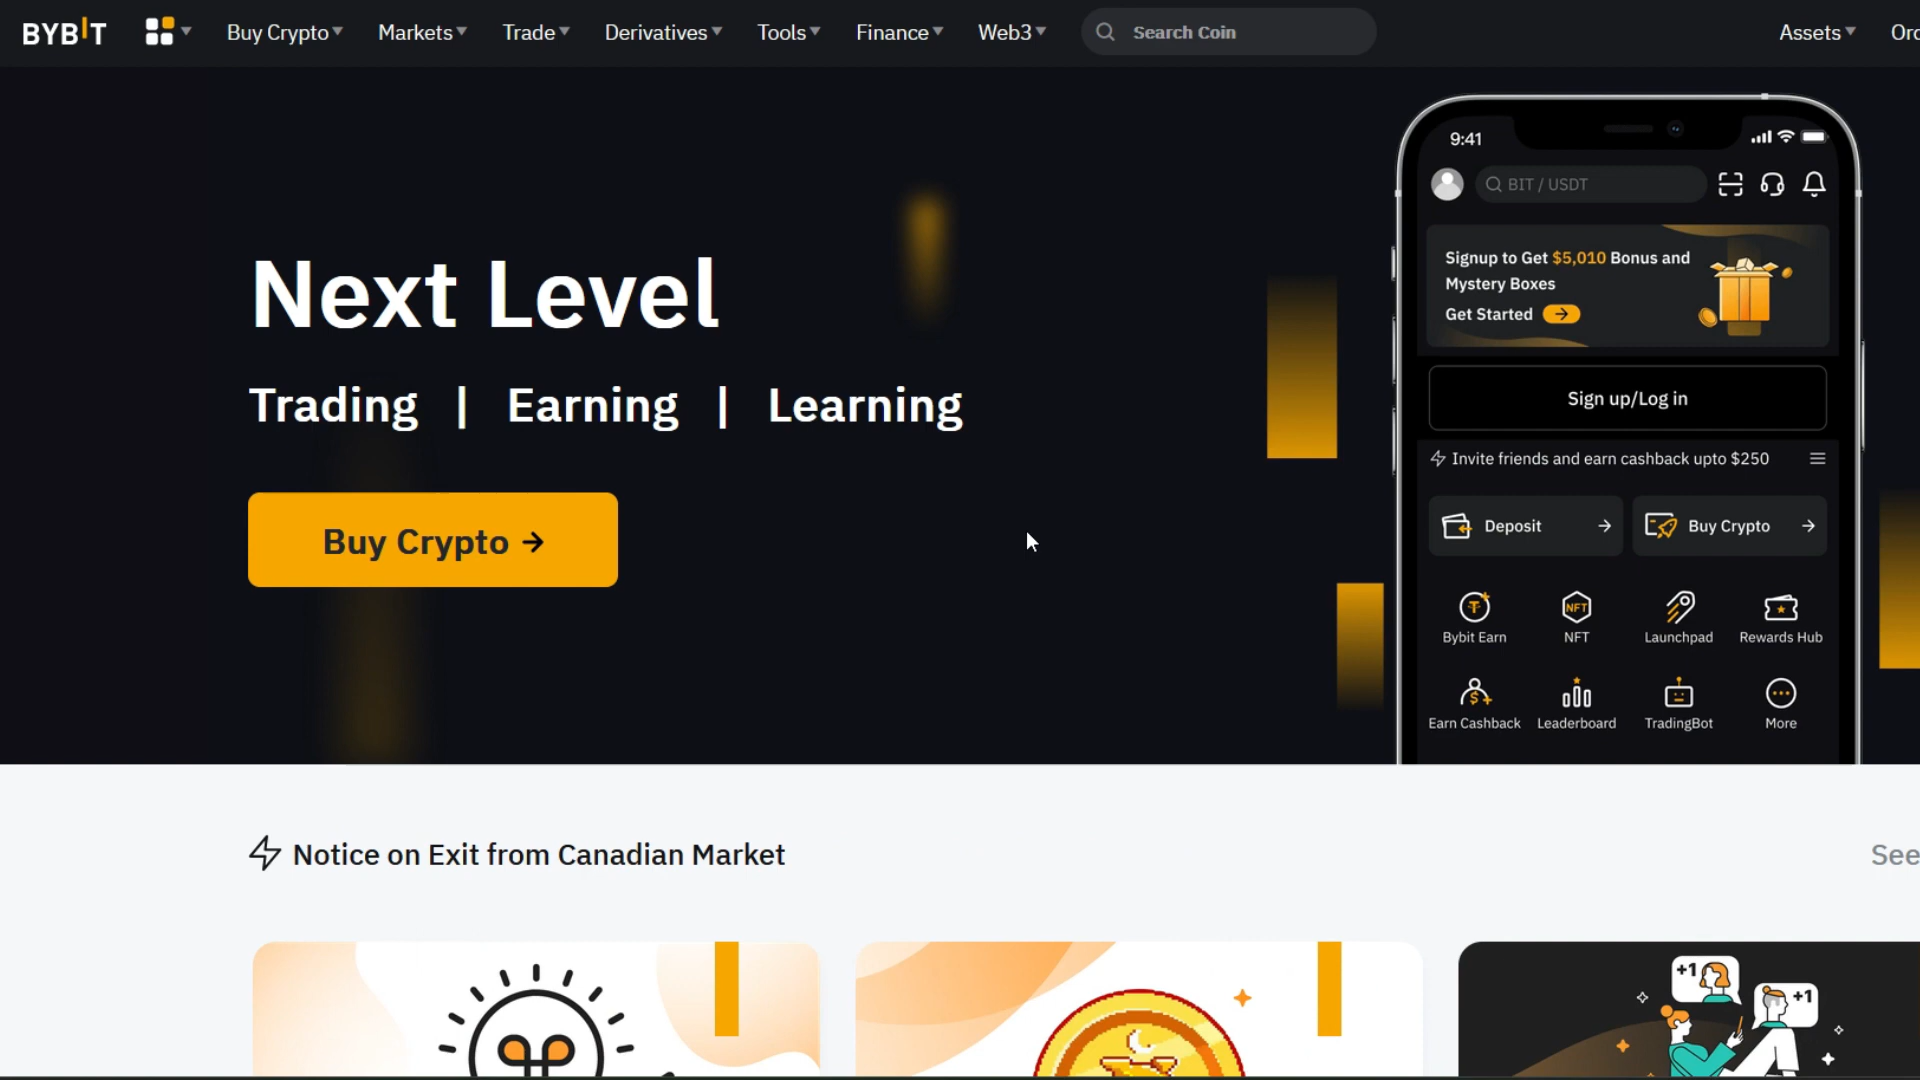 BYBIT
Buy Crypto
Markets
Trade
Derivatives
Tools
Finance
Web3
Search Coin
Assets
Next Level
Trading | Earning | Learning
Buy Crypto →
9:41
BIT / USDT
Signup to Get $5,010 Bonus and
Mystery Boxes
Get Started
Sign up/Log in
Invite friends and earn cashback upto $250
Deposit
Buy Crypto
Bybit Earn
NFT
NFT
Launchpad
Rewards Hub
Earn Cashback
Leaderboard
TradingBot
More
Notice on Exit from Canadian Market
See
+1
+1